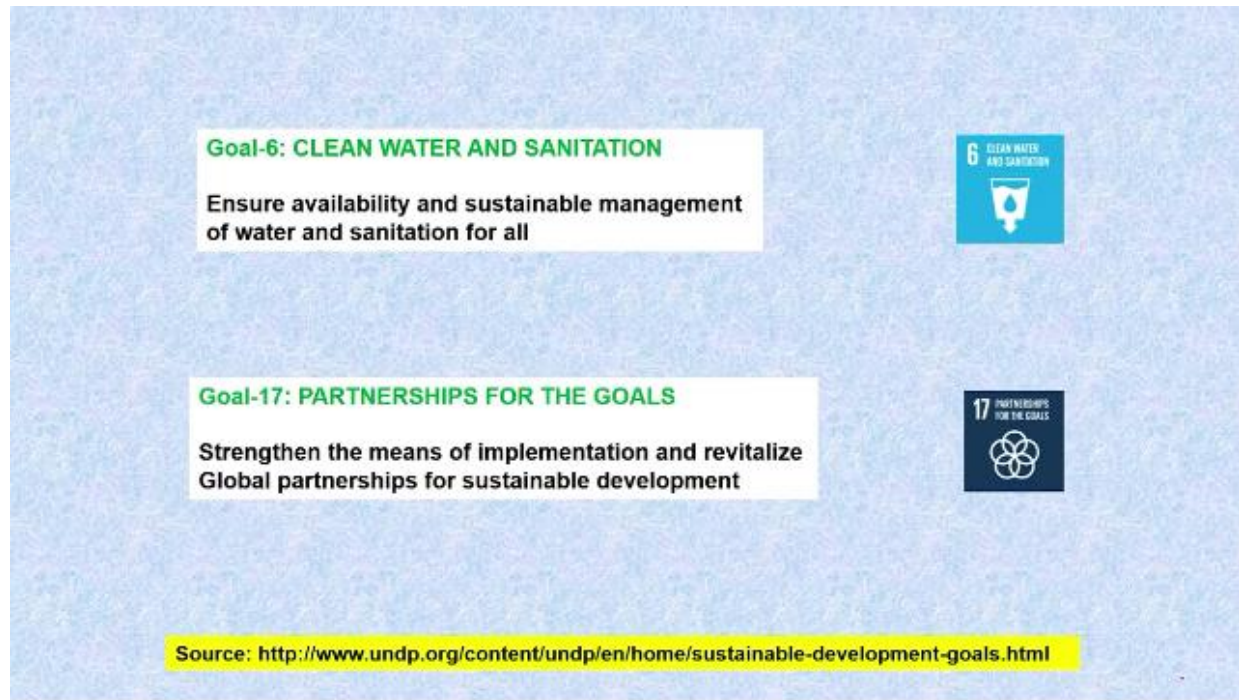 Goal-6: CLEAN WATER AND SANITATION
6 CLEAN WATER
AND SANITATION
Ensure availability and sustainable management
of water and sanitation for all
Goal-17: PARTNERSHIPS FOR THE GOALS
17 PARTNERSHIPS
FOR THE GOALS
Strengthen the means of implementation and revitalize
Global partnerships for sustainable development
Source: http://www.undp.org/content/undp/en/home/sustainable-development-goals.html